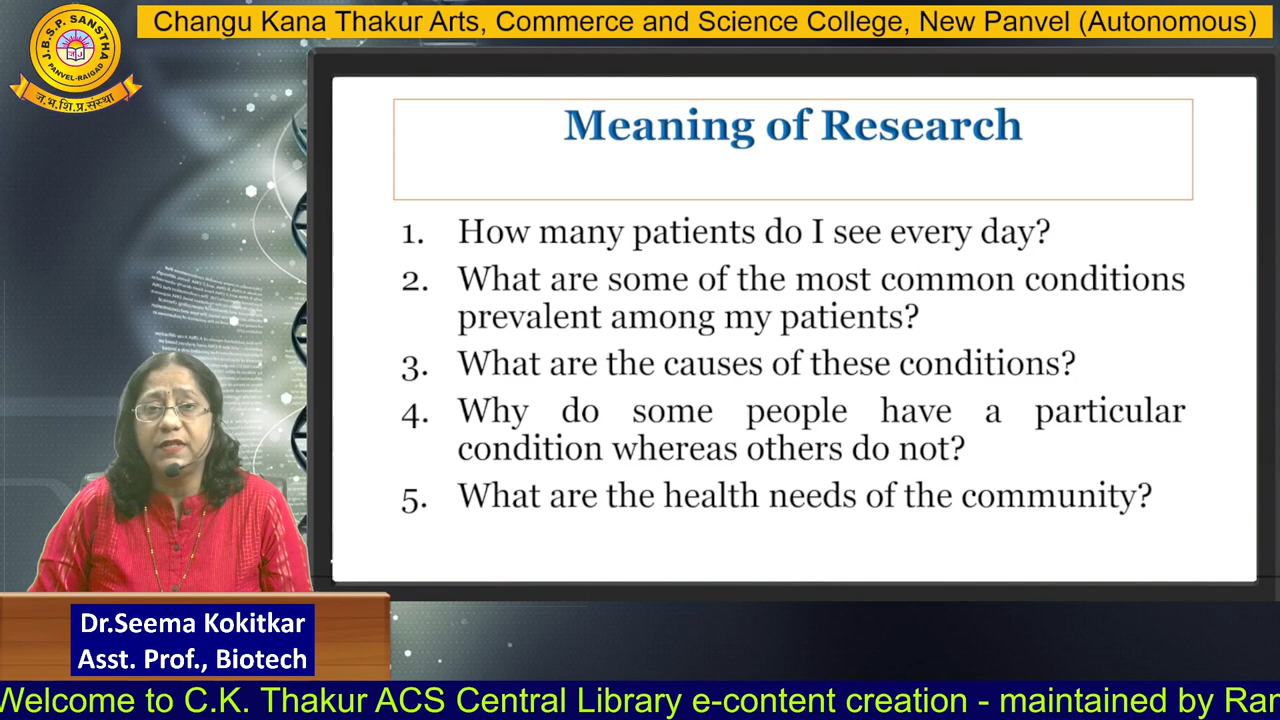 Changu Kana Thakur Arts, Commerce and Science College, New Panvel (Autonomous)
J.B.S.P. SANSTHA
PANVEL-RAIGAD
ज.भ.शि.प्र.संस्था
Meaning of Research
1. How many patients do I see every day?
2. What are some of the most common conditions
prevalent among my patients?
3. What are the causes of these conditions?
4. Why do some people have a particular
condition whereas others do not?
5. What are the health needs of the community?
Dr.Seema Kokitkar
Asst. Prof., Biotech
Welcome to C.K. Thakur ACS Central Library e-content creation - maintained by Ram